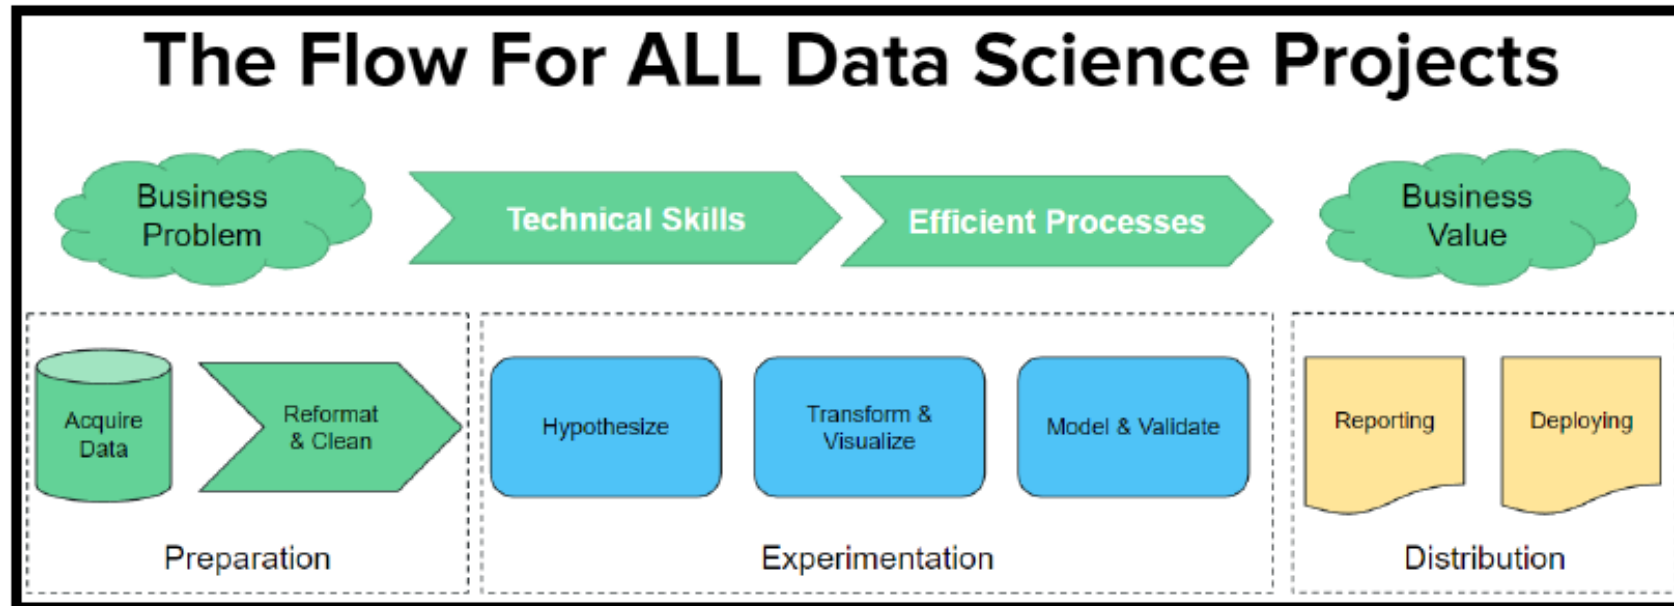 The Flow For ALL Data Science Projects
Business
Problem
Technical Skills
Efficient Processes
Business
Value
Acquire
Data
Reformat
& Clean
Hypothesize
Transform &
Visualize
Model & Validate
Reporting
Deploying
Preparation
Experimentation
Distribution